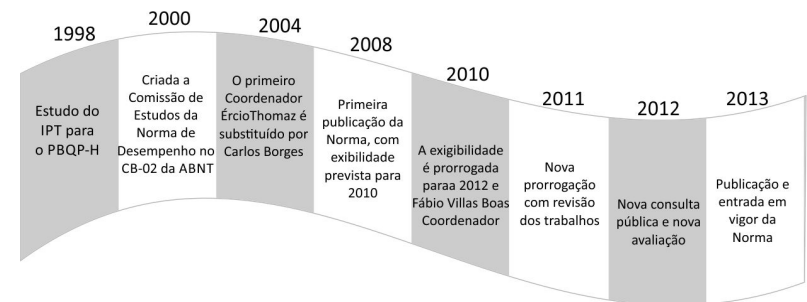 1998
Estudo do
IPT para
o PBQP-H
2000
Criada a
Comissão de
Estudos da
Norma de
Desempenho no
CB-02 da ABNT
2004
O primeiro
Coordenador
ÉrcioThomaz é
substituído por
Carlos Borges
2008
Primeira
publicação da
Norma, com
exibilidade
prevista para
2010
2010
A exigibilidade
é prorrogada
paraa 2012 e
Fábio Villas Boas
Coordenador
2011
Nova
prorrogação
com revisão
dos trabalhos
2012
Nova consulta
pública e nova
avaliação
2013
Publicação e
entrada em
vigor da
Norma